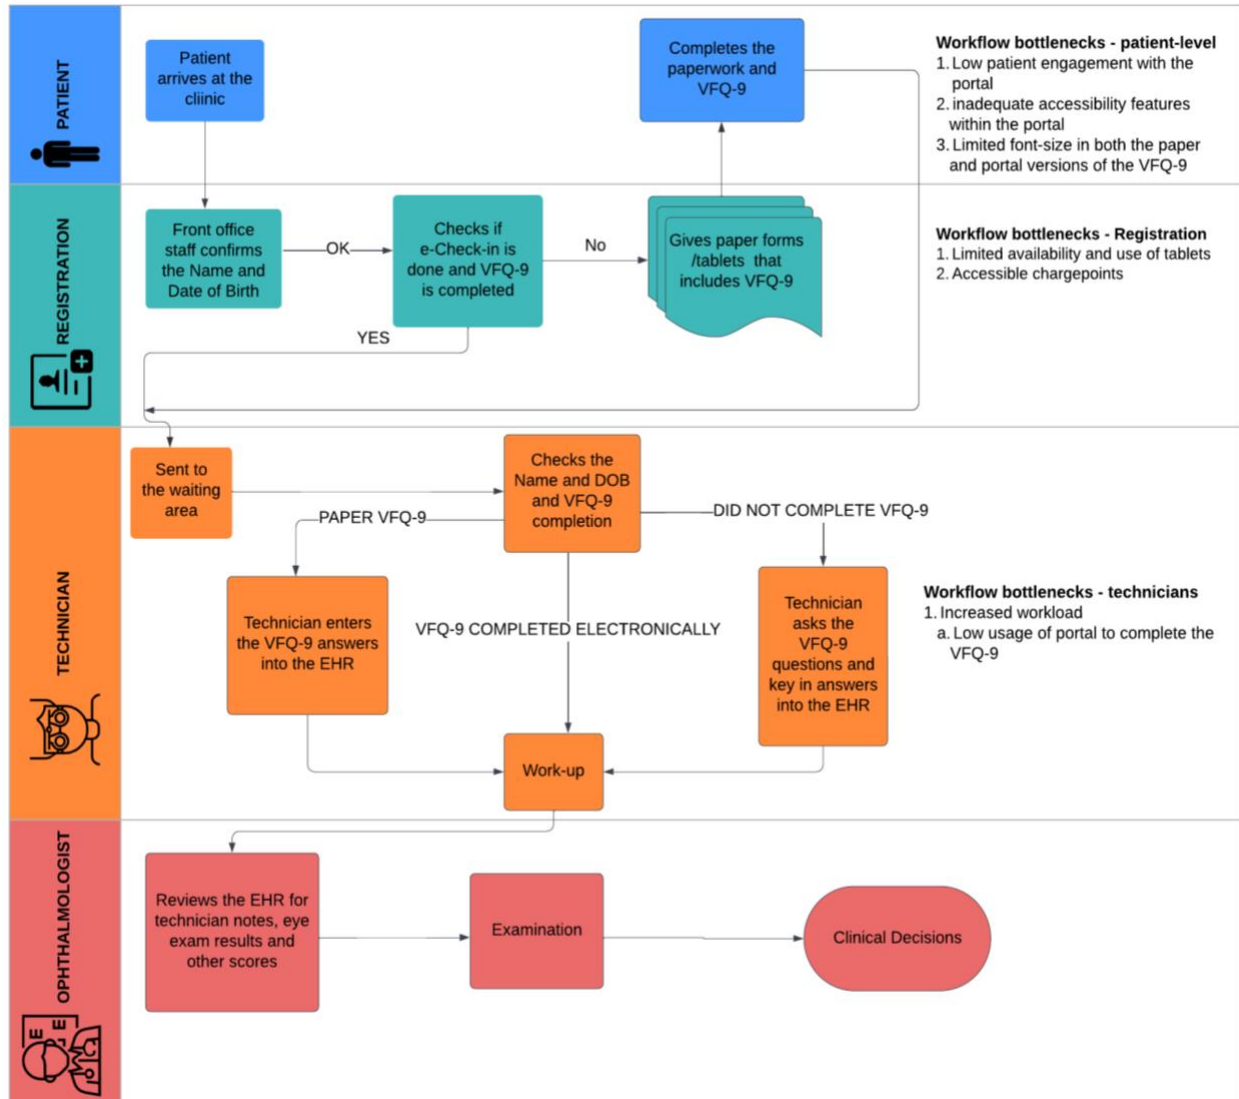 PATIENT
Patient
arrives at the
cliinic
Completes the
paperwork and
VFQ-9
Workflow bottlenecks - patient-level
1. Low patient engagement with the
portal
2. inadequate accessibility features
within the portal
3. Limited font-size in both the paper
and portal versions of the VFQ-9
REGISTRATION
Front office
staff confirms
the Name and
Date of Birth
OK
Checks if
e-Check-in is
done and VFQ-9
is completed
No
Gives paper forms
/tablets that
includes VFQ-9
YES
Workflow bottlenecks - Registration
1. Limited availability and use of tablets
2. Accessible chargepoints
TECHNICIAN
Sent to
the waiting
area
Checks the
Name and DOB
and VFQ-9
completion
PAPER VFQ-9
DID NOT COMPLETE VFQ-9
Technician enters
the VFQ-9 answers
into the EHR
VFQ-9 COMPLETED ELECTRONICALLY
Technician
asks the
VFQ-9
questions and
key in answers
into the EHR
Work-up
Workflow bottlenecks - technicians
1. Increased workload
a. Low usage of portal to complete the
VFQ-9
OPHTHALMOLOGIST
E E
Reviews the EHR for
technician notes, eye
exam results and
other scores
Examination
Clinical Decisions